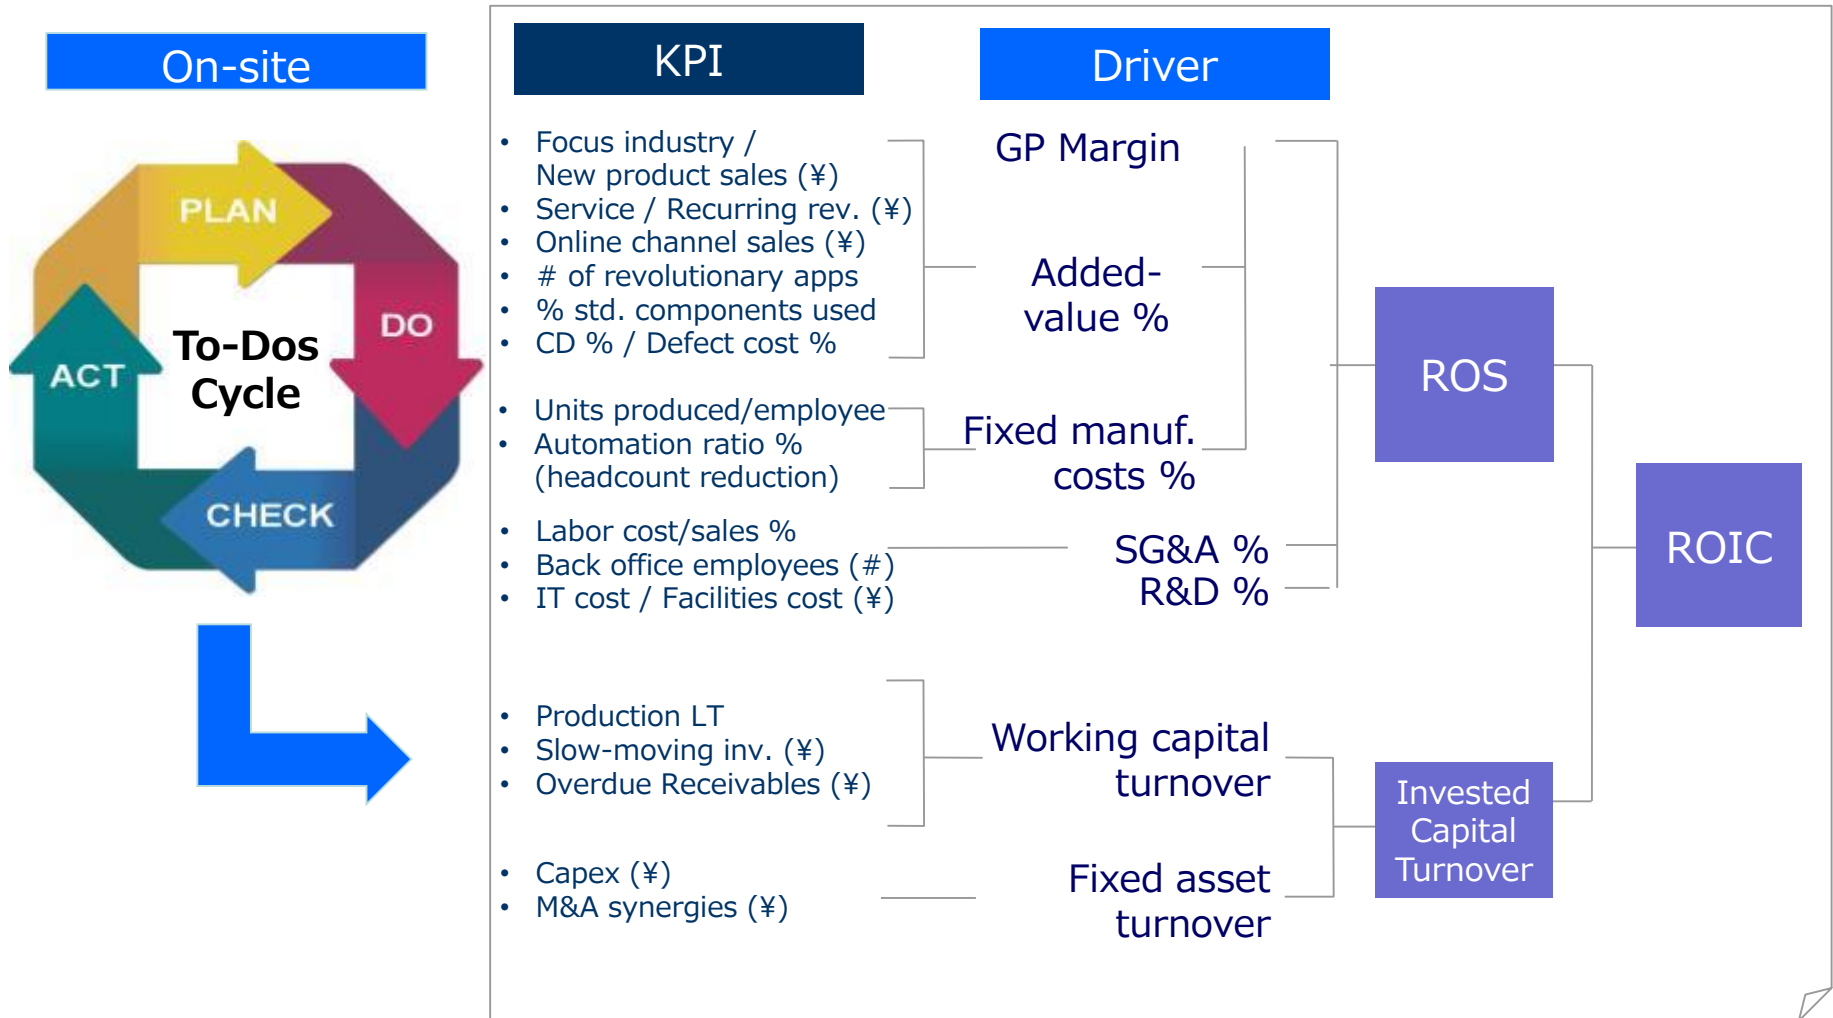 On-site
KPI
Driver
PLAN
DO
CHECK
ACT
To-Dos
Cycle
• Focus industry /
New product sales (¥)
• Service / Recurring rev. (¥)
• Online channel sales (¥)
• # of revolutionary apps
• % std. components used
• CD % / Defect cost %
• Units produced/employee
• Automation ratio %
(headcount reduction)
• Labor cost/sales %
• Back office employees (#)
• IT cost / Facilities cost (¥)
• Production LT
• Slow-moving inv. (¥)
• Overdue Receivables (¥)
• Capex (¥)
• M&A synergies (¥)
GP Margin
Added-
value %
Fixed manuf.
costs %
SG&A %
R&D %
Working capital
turnover
Fixed asset
turnover
ROS
Invested
Capital
Turnover
ROIC